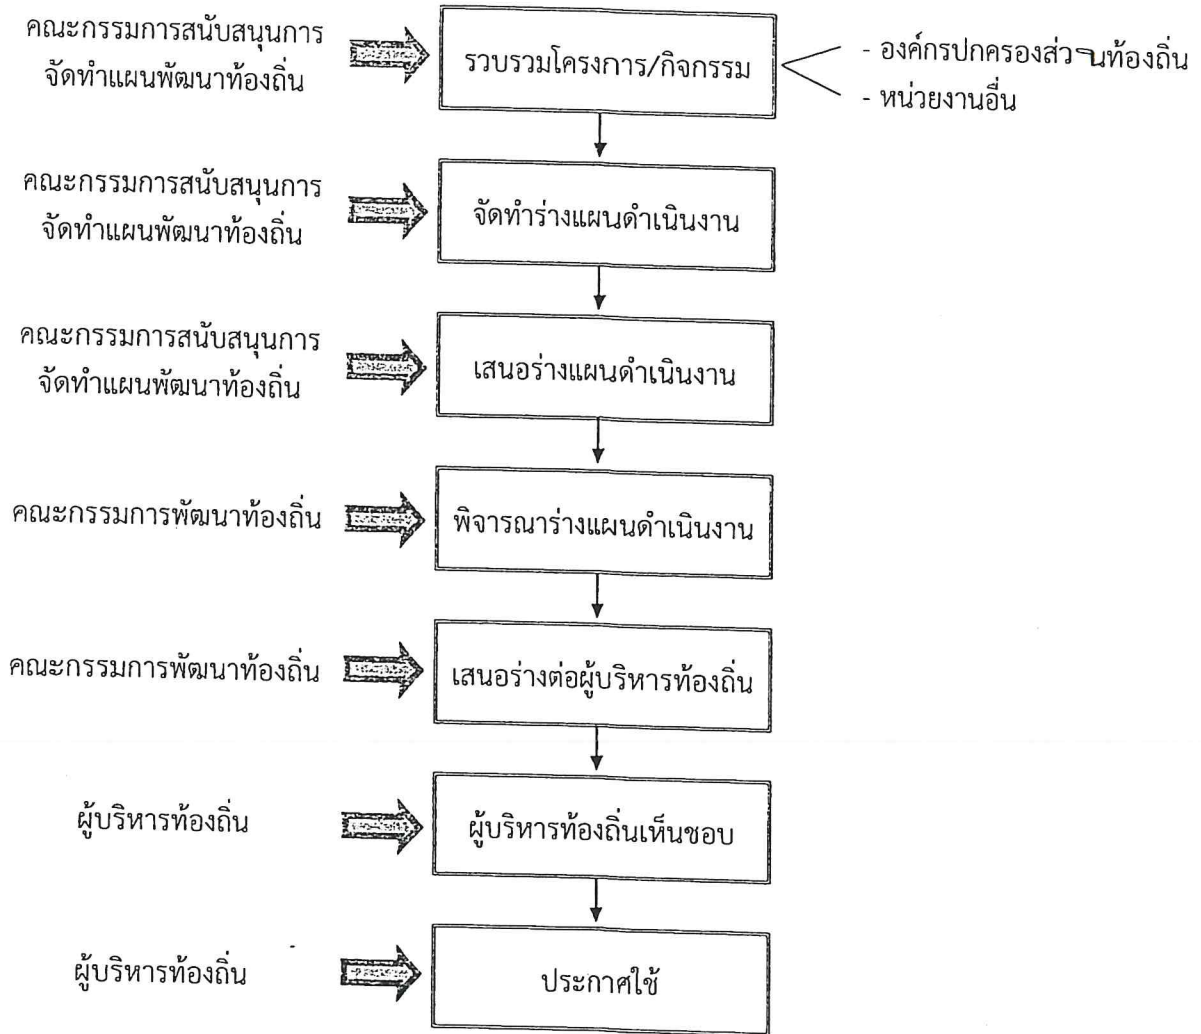 คณะกรรมการสนับสนุนการ
จัดทำแผนพัฒนาท้องถิ่น
รวบรวมโครงการ/กิจกรรม
- องค์กรปกครองส่วนท้องถิ่น
- หน่วยงานอื่น
คณะกรรมการสนับสนุนการ
จัดทำแผนพัฒนาท้องถิ่น
จัดทำร่างแผนดำเนินงาน
คณะกรรมการสนับสนุนการ
จัดทำแผนพัฒนาท้องถิ่น
เสนอร่างแผนดำเนินงาน
คณะกรรมการพัฒนาท้องถิ่น
พิจารณาร่างแผนดำเนินงาน
คณะกรรมการพัฒนาท้องถิ่น
เสนอร่างต่อผู้บริหารท้องถิ่น
ผู้บริหารท้องถิ่น
ผู้บริหารท้องถิ่นเห็นชอบ
ผู้บริหารท้องถิ่น
ประกาศใช้